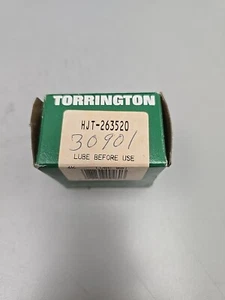 TORRINGTON
HJT-263520
30901
LUBE BEFORE USE